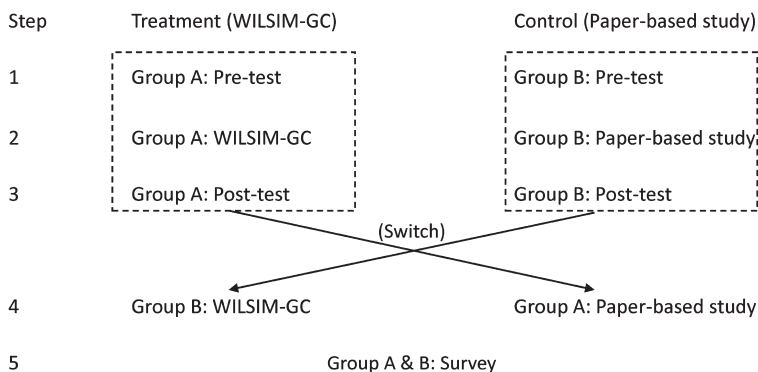 Step Treatment (WILSIM-GC) Control (Paper-based study)
1 Group A: Pre-test Group B: Pre-test
2 Group A: WILSIM-GC Group B: Paper-based study
3 Group A: Post-test Group B: Post-test
(Switch)
4 Group B: WILSIM-GC Group A: Paper-based study
5 Group A & B: Survey